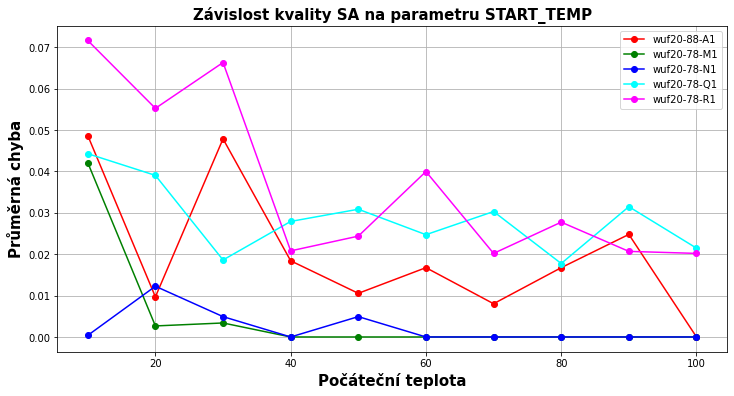 Závislost kvality SA na parametru START_TEMP
wuf20-88-A1
wuf20-78-M1
wuf20-78-N1
wuf20-78-Q1
wuf20-78-R1
Průměrná chyba
0.07
0.06
0.05
0.04
0.03
0.02
0.01
0.00
20 40 60 80 100
Počáteční teplota